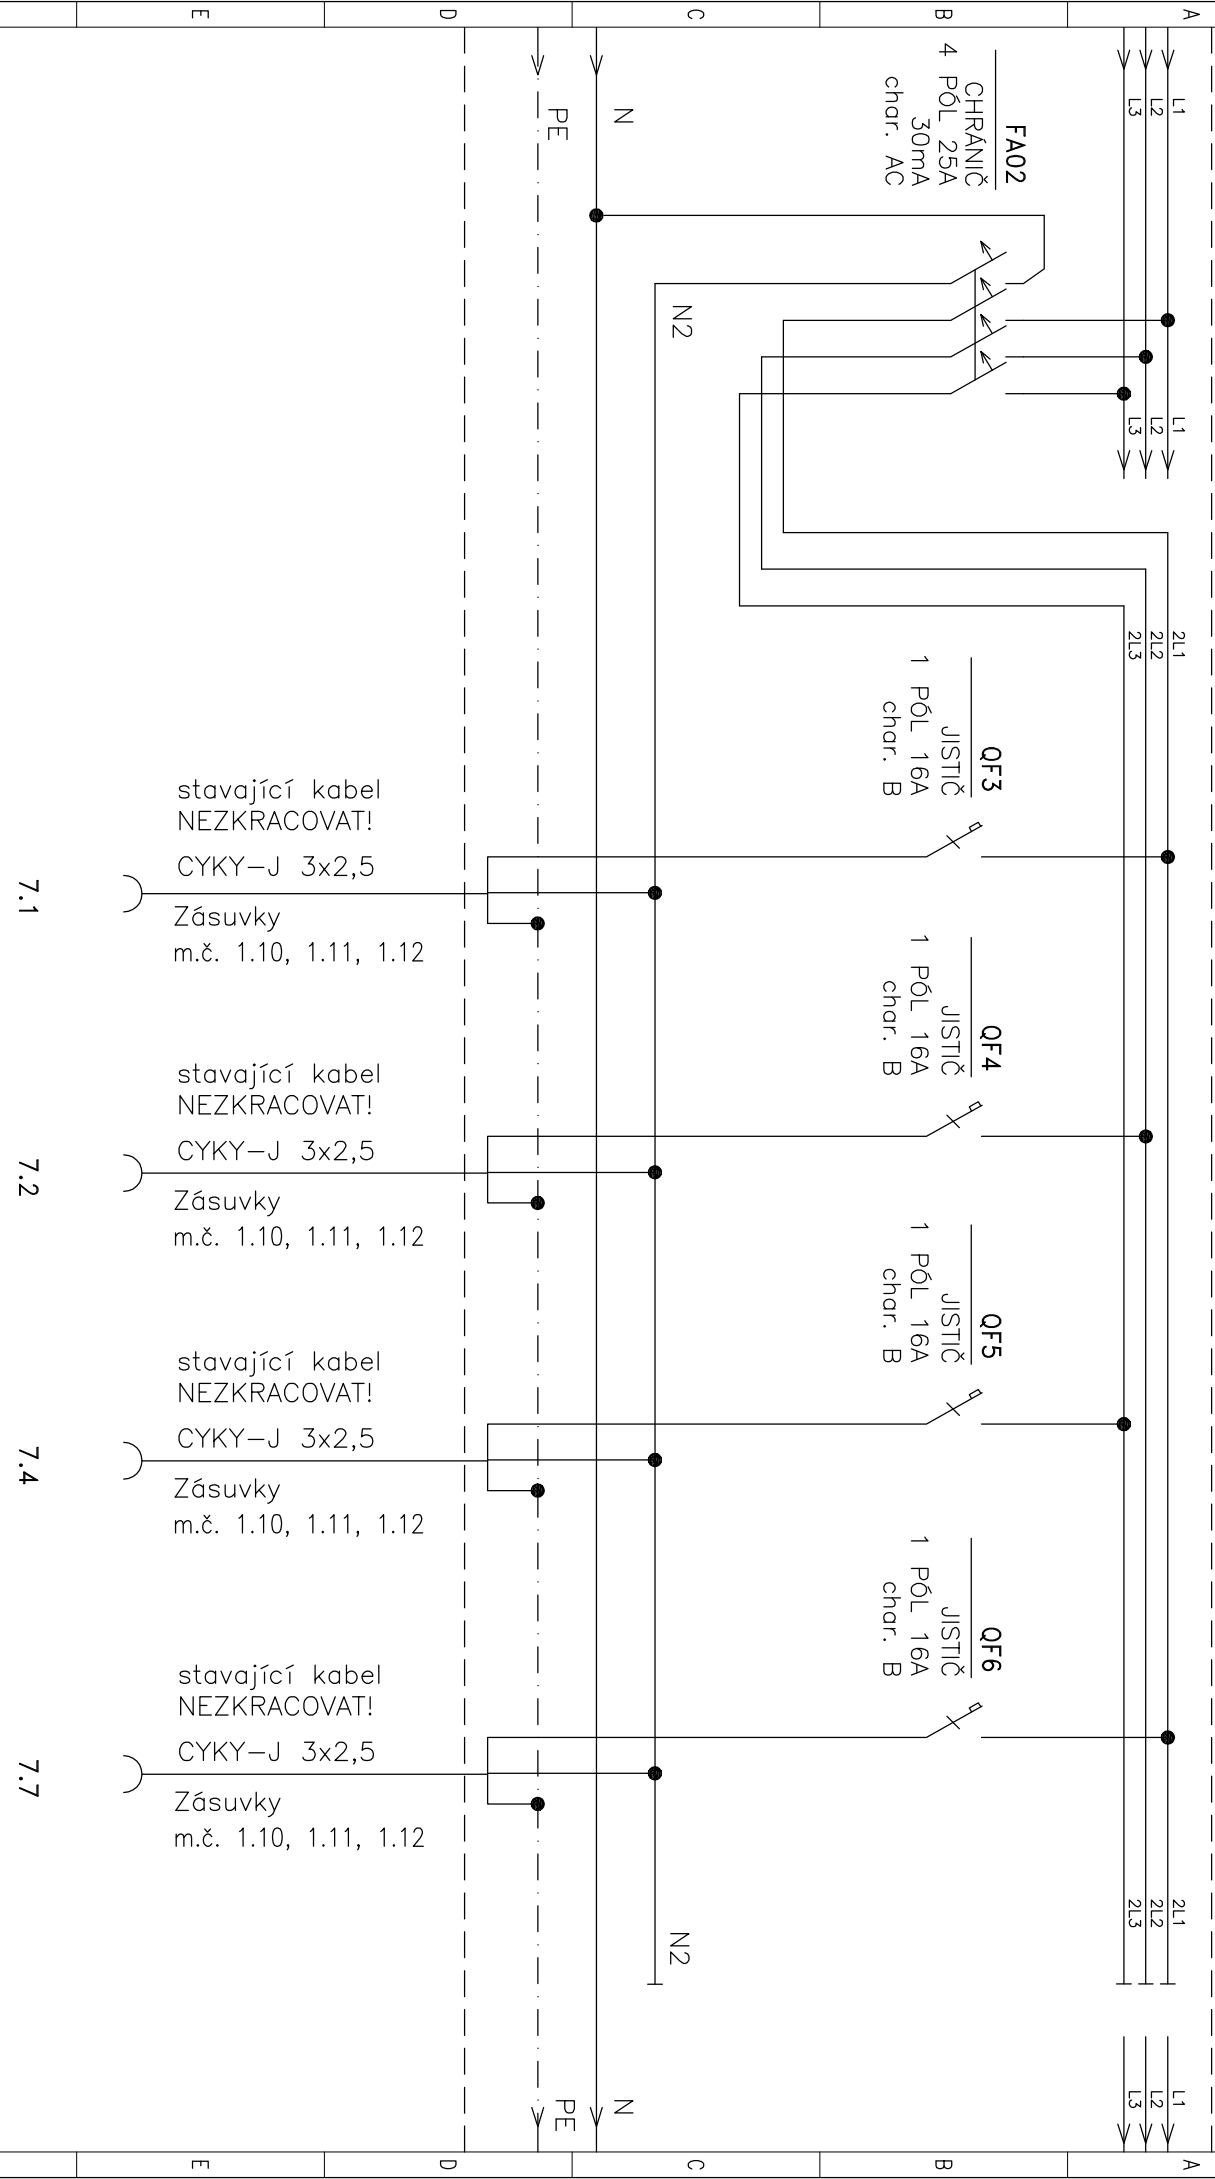 A
B
C
D
E
L1
L2
L3
FA02
CHRÁNIČ
4 PÓL 25A
30mA
char. AC
N
PE
N2
L1
L2
L3
2L1
2L2
2L3
QF3
JISTIČ
1 PÓL 16A
char. B
stavající kabel
NEZKRACOVAT!
CYKY-J 3x2,5
Zásuvky
m.č. 1.10, 1.11, 1.12
7.1
QF4
JISTIČ
1 PÓL 16A
char. B
stavající kabel
NEZKRACOVAT!
CYKY-J 3x2,5
Zásuvky
m.č. 1.10, 1.11, 1.12
7.2
QF5
JISTIČ
1 PÓL 16A
char. B
stavající kabel
NEZKRACOVAT!
CYKY-J 3x2,5
Zásuvky
m.č. 1.10, 1.11, 1.12
7.4
QF6
JISTIČ
1 PÓL 16A
char. B
stavající kabel
NEZKRACOVAT!
CYKY-J 3x2,5
Zásuvky
m.č. 1.10, 1.11, 1.12
7.7
2L1
2L2
2L3
N2
L1
L2
L3
N
PE
A
B
C
D
E